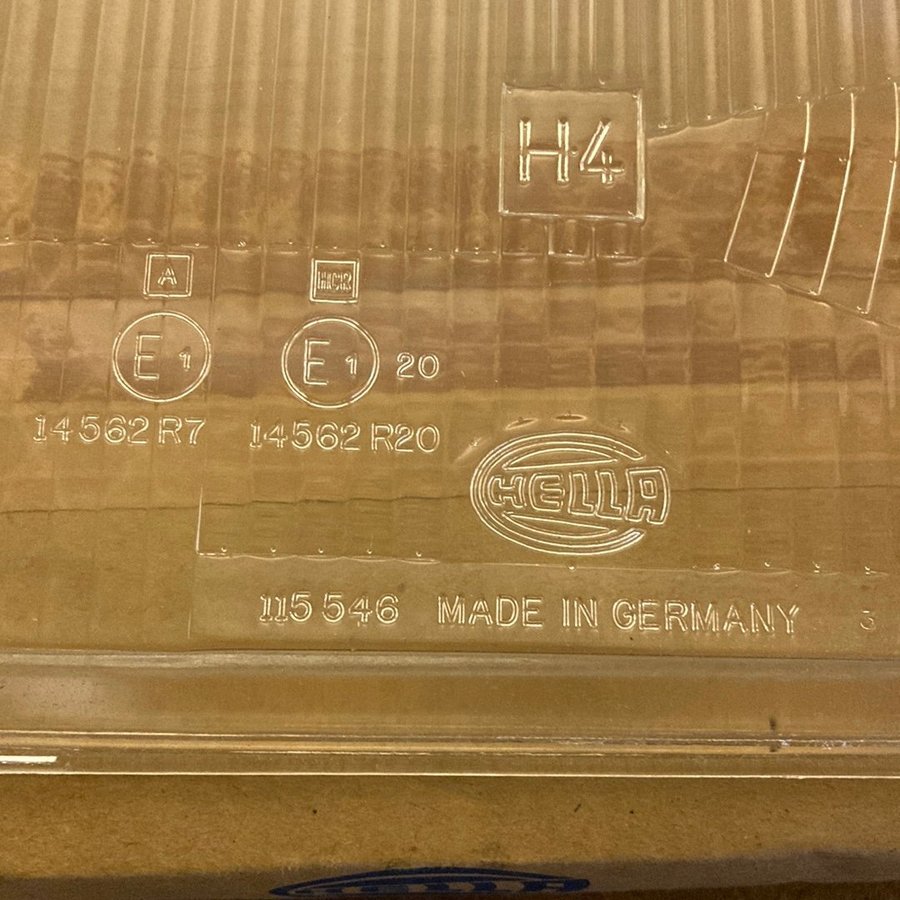 H4
A
HCR
E1
E1 20
14562 R7
14562 R20
HELLA
115 546 MADE IN GERMANY 3